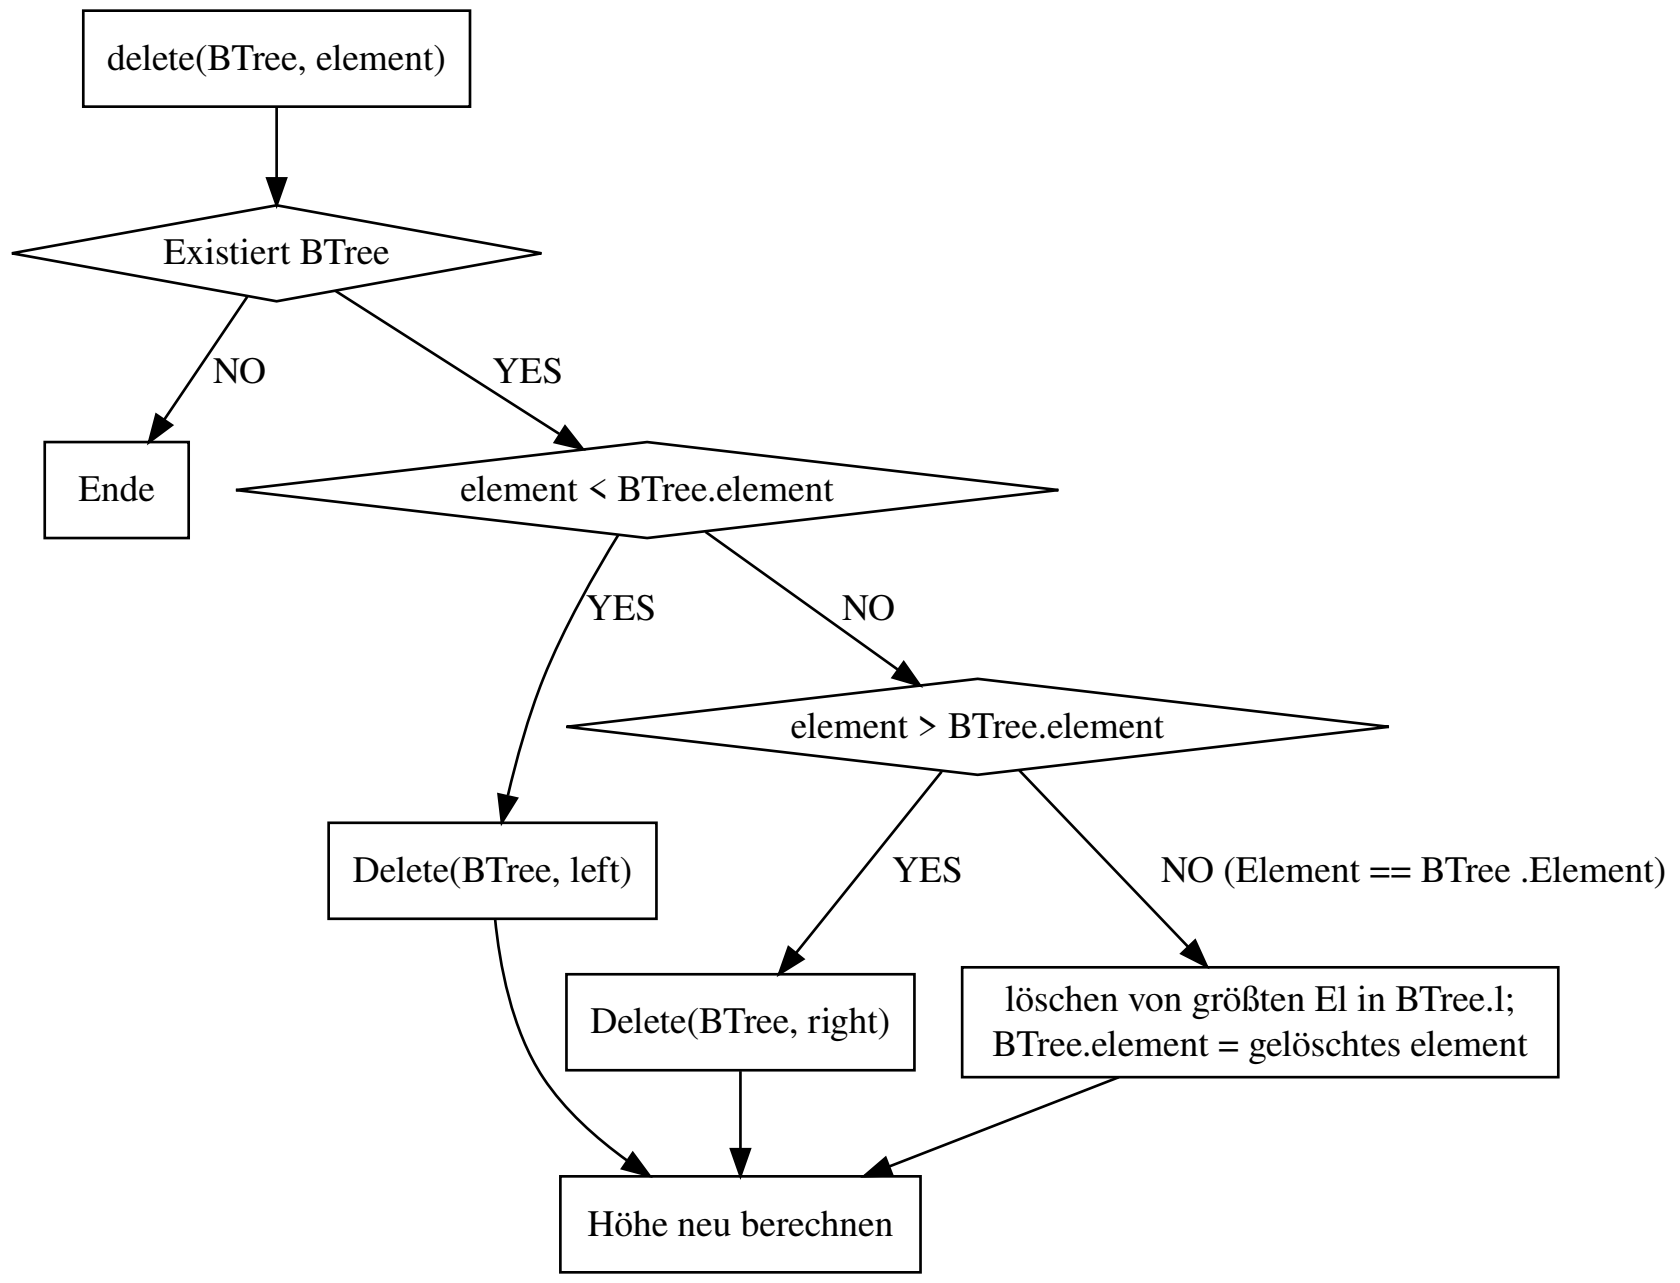 delete(BTree, element)
Existiert BTree
NO
YES
Ende
element < BTree.element
YES
NO
element > BTree.element
Delete(BTree, left)
YES
NO (Element == BTree .Element)
Delete(BTree, right)
löschen von größten El in BTree.l;
BTree.element = gelöschtes element
Höhe neu berechnen